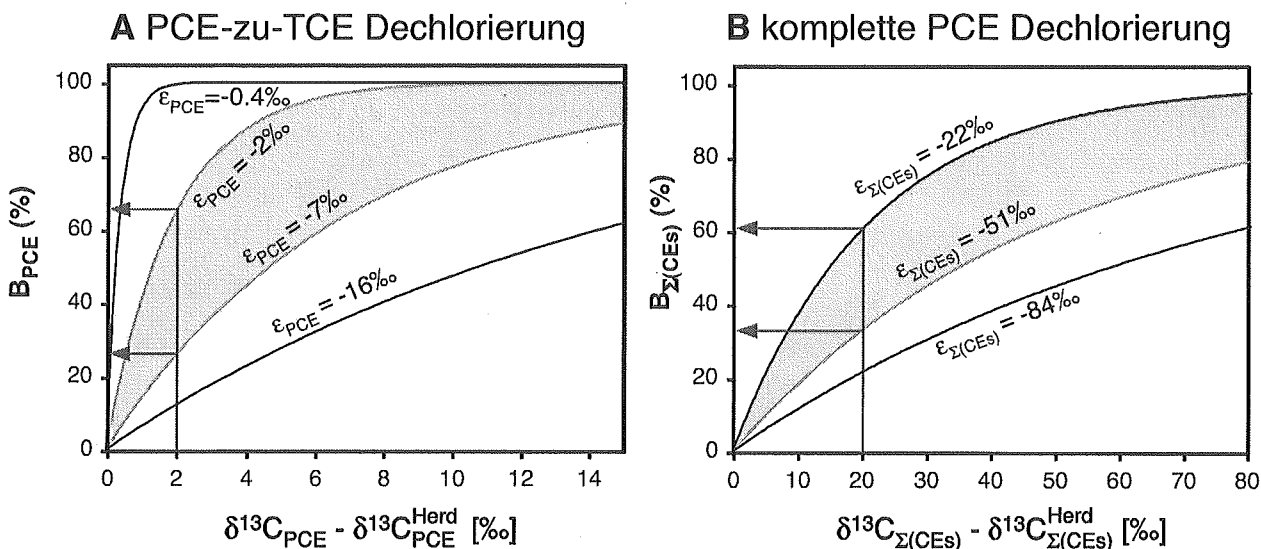 A PCE-zu-TCE Dechlorierung
B_PCE (%)
100
80
60
40
20
0
ε_PCE=-0.4‰
ε_PCE = -2‰
ε_PCE = -7‰
ε_PCE = -16‰
0 2 4 6 8 10 12 14
δ¹³C_PCE - δ¹³C_PCE^Herd [‰]
B komplette PCE Dechlorierung
B_Σ(CEs) (%)
100
80
60
40
20
0
ε_Σ(CEs) = -22‰
ε_Σ(CEs) = -51‰
ε_Σ(CEs) = -84‰
0 10 20 30 40 50 60 70 80
δ¹³C_Σ(CEs) - δ¹³C_Σ(CEs)^Herd [‰]